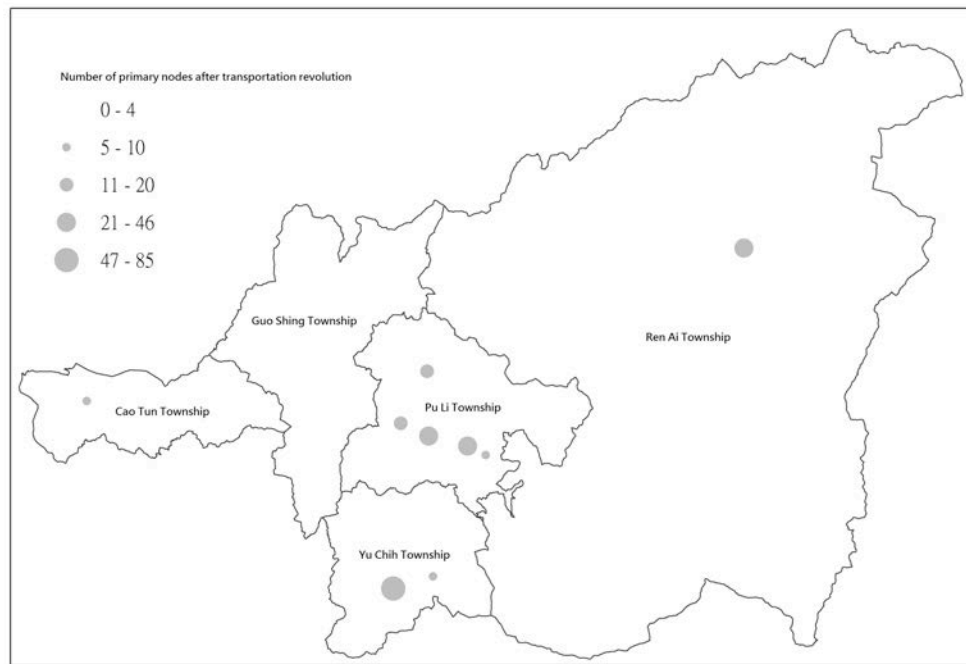 Number of primary nodes after transportation revolution
0 - 4
5 - 10
11 - 20
21 - 46
47 - 85
Guo Shing Township
Ren Ai Township
Cao Tun Township
Pu Li Township
Yu Chih Township